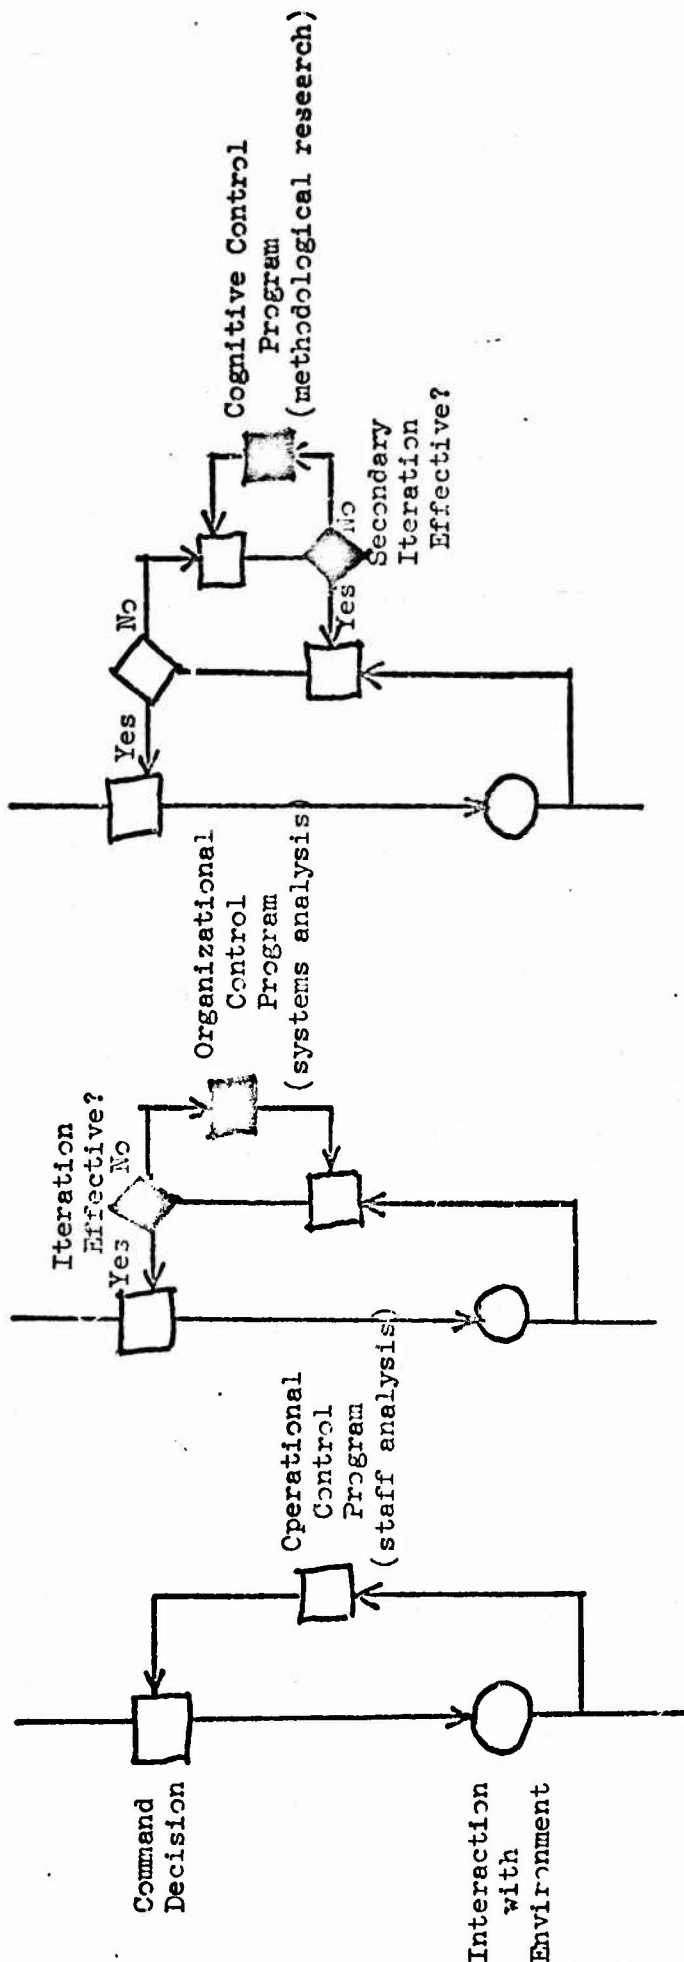 Command
Decision
Interaction
with
Environment
Operational
Control
Program
(staff analysis)
Iteration
Effective?
Yes
No
Organizational
Control
Program
(systems analysis)
Yes
No
Cognitive Control
Program
(methodological research)
Yes
No
Secondary
Iteration
Effective?